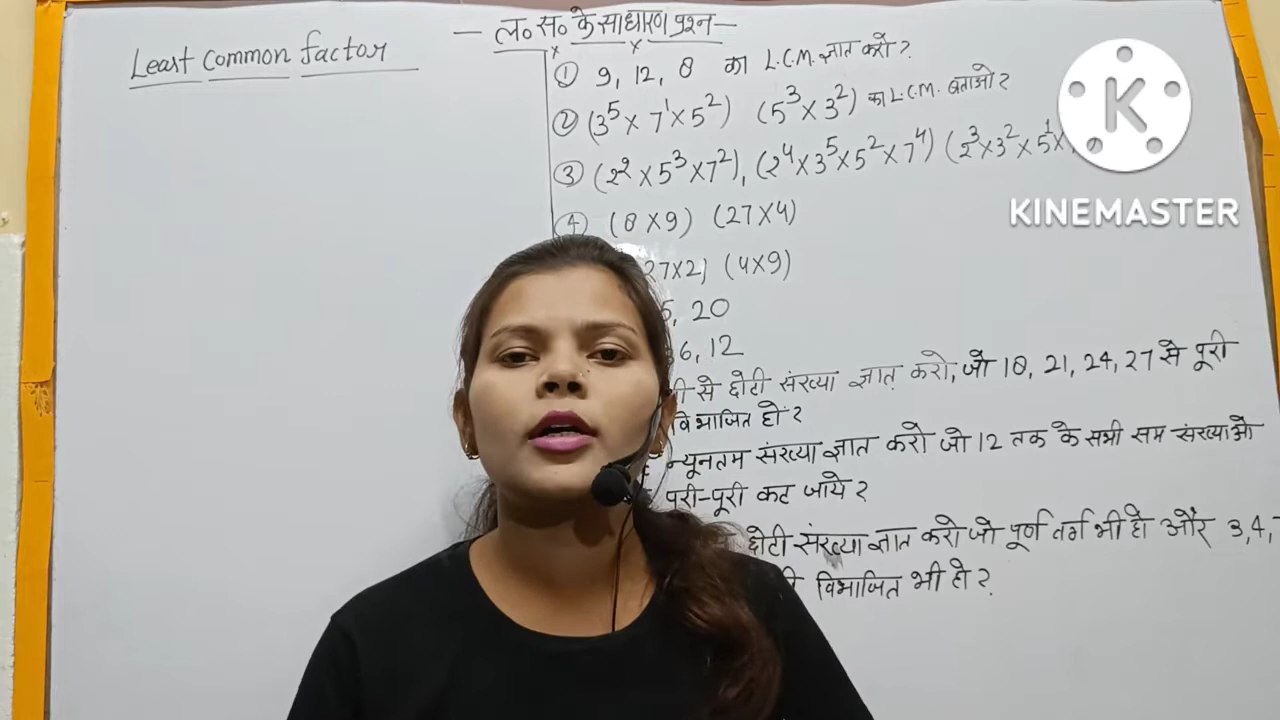 — ल० स० के साधारण प्रश्न —
Least common factor
① 9, 12, 8 का L.C.M. ज्ञात करो ?
② (3⁵ × 7¹ × 5²) (5³ × 3²) का L.C.M. बताओ ?
③ (2² × 5³ × 7²), (2⁴ × 3⁵ × 5² × 7⁴) (2³ × 3² × 5¹ ×
④ (8 × 9) (27 × 4)
27 × 2) (4 × 9)
, 20
6, 12
से छोटी संख्या ज्ञात करो, जो 18, 21, 24, 27 से पूरी
विभाजित हो ?
न्यूनतम संख्या ज्ञात करो जो 12 तक के सभी सम संख्याओ
पूरी-पूरी कट जाये ?
छोटी संख्या ज्ञात करो जो पूर्ण वर्ग भी हो और 3, 4,
विभाजित भी हो ?
K
KINEMASTER